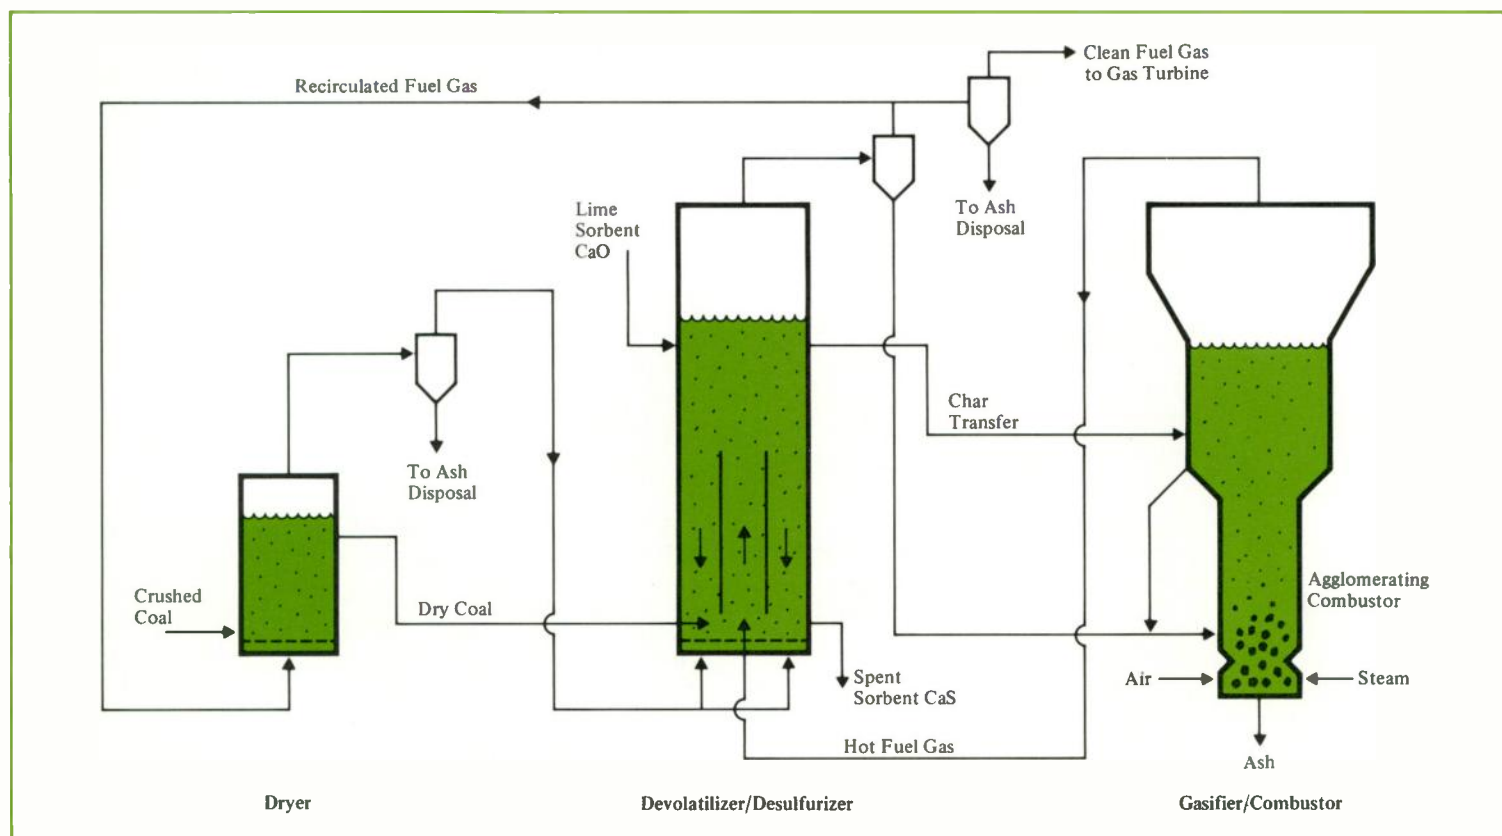 Clean Fuel Gas
to Gas Turbine
Recirculated Fuel Gas
To Ash
Disposal
Lime
Sorbent
CaO
Char
Transfer
To Ash
Disposal
Crushed
Coal
Dry Coal
Agglomerating
Combustor
Air
Steam
Spent
Sorbent CaS
Hot Fuel Gas
Ash
Dryer
Devolatilizer/Desulfurizer
Gasifier/Combustor